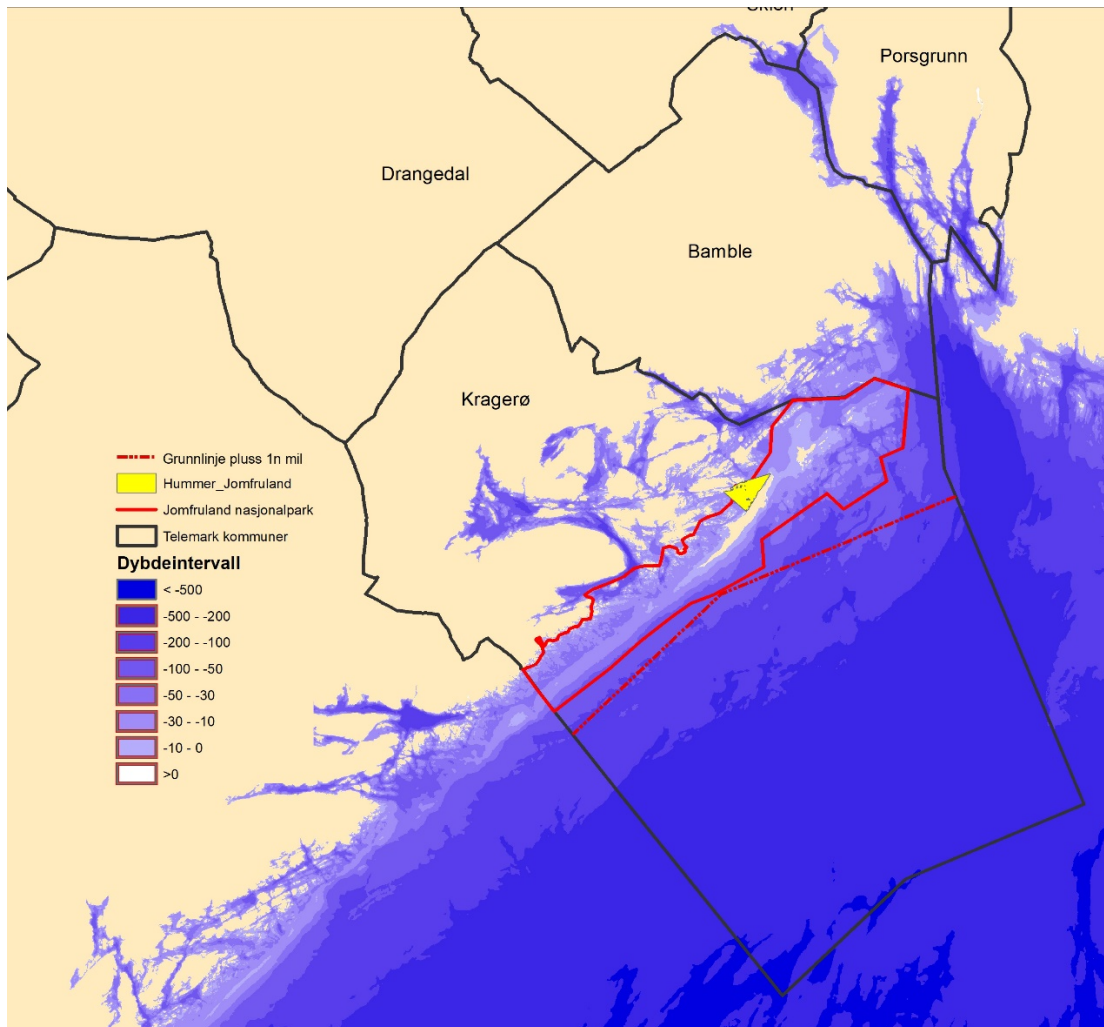 Porsgrunn
Drangedal
Bamble
Kragerø
Grunnlinje pluss 1n mil
Hummer_Jomfruland
Jomfruland nasjonalpark
Telemark kommuner
Dybdeintervall
< -500
-500 - -200
-200 - -100
-100 - -50
-50 - -30
-30 - -10
-10 - 0
>0